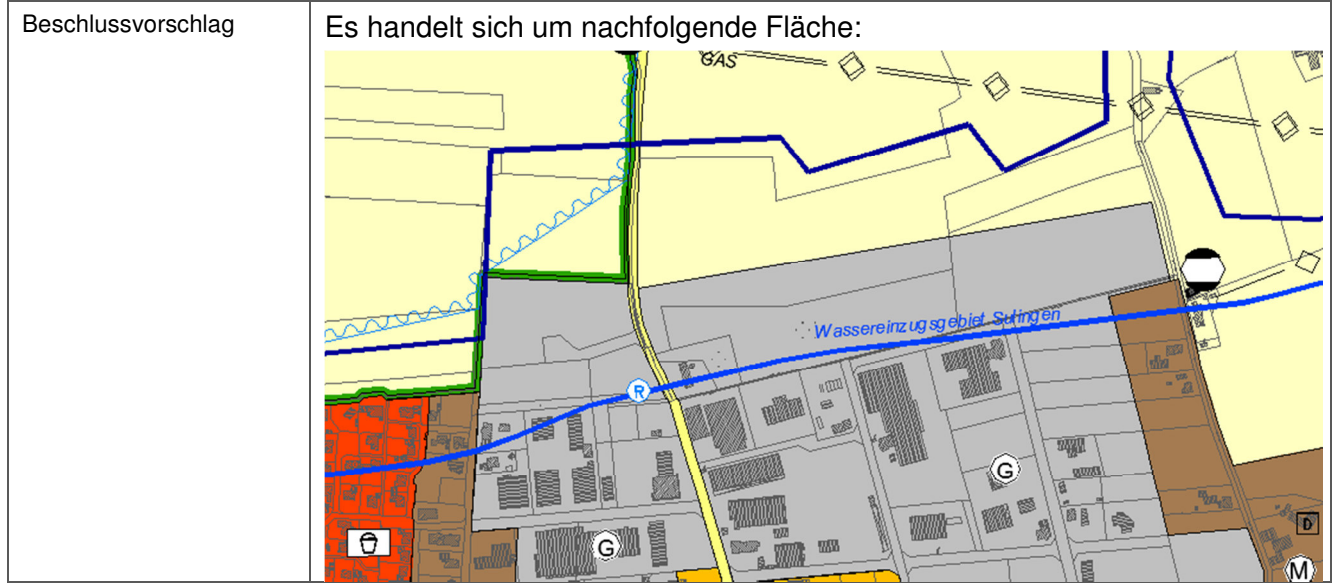 Beschlussvorschlag
Es handelt sich um nachfolgende Fläche:
GAS
Wassereinzugsgebiet Sulingen
R
G
G
D
M